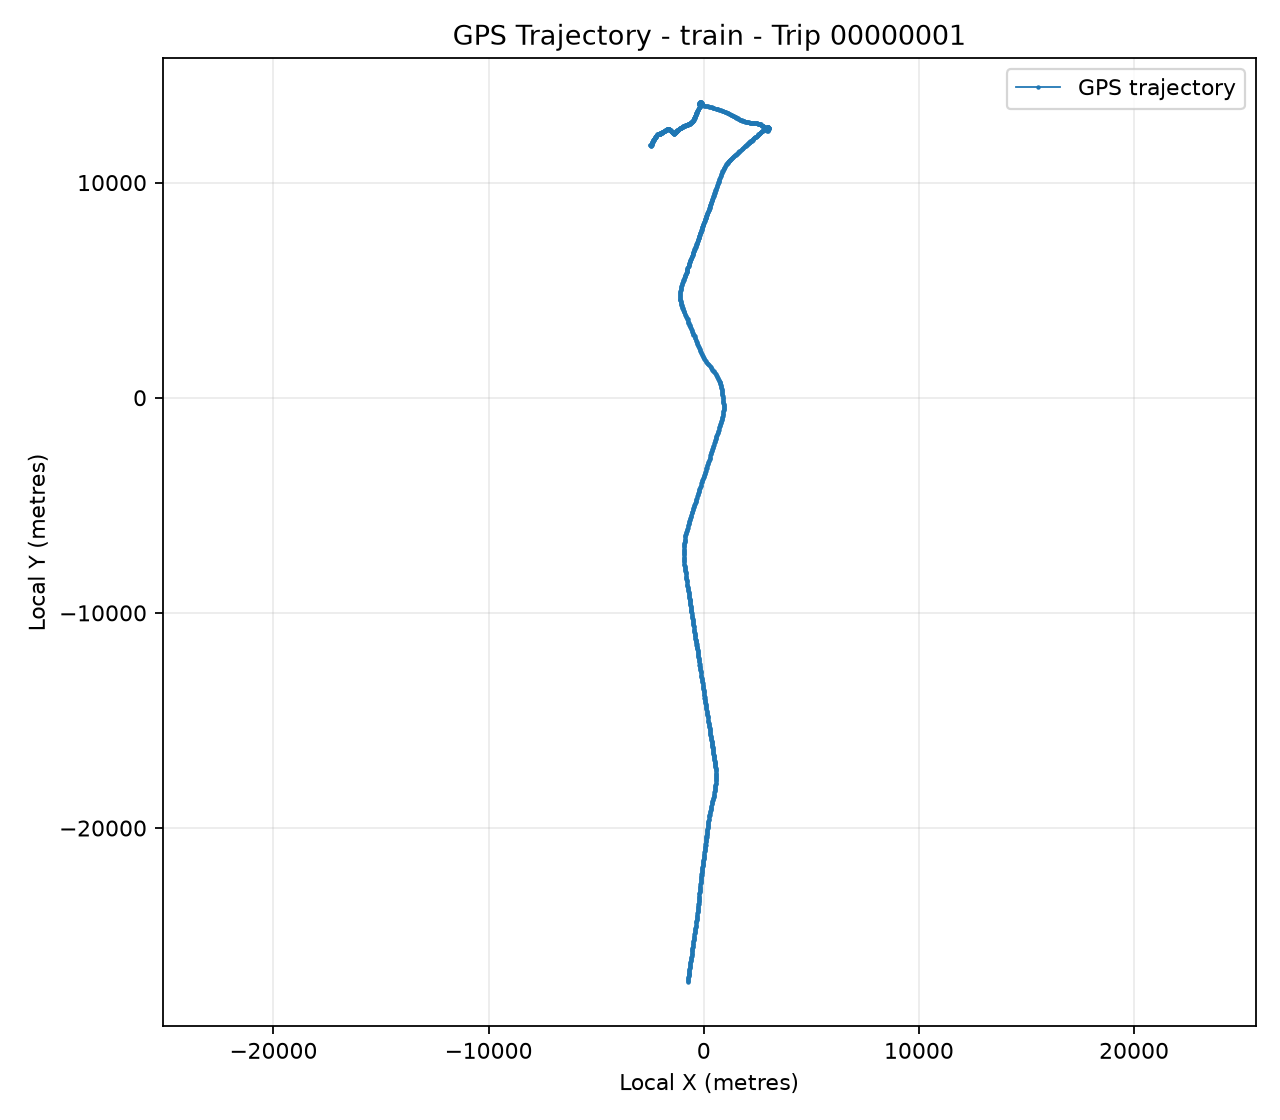 GPS Trajectory - train - Trip 00000001
GPS trajectory
10000
0
−10000
−20000
Local Y (metres)
−20000
−10000
0
10000
20000
Local X (metres)